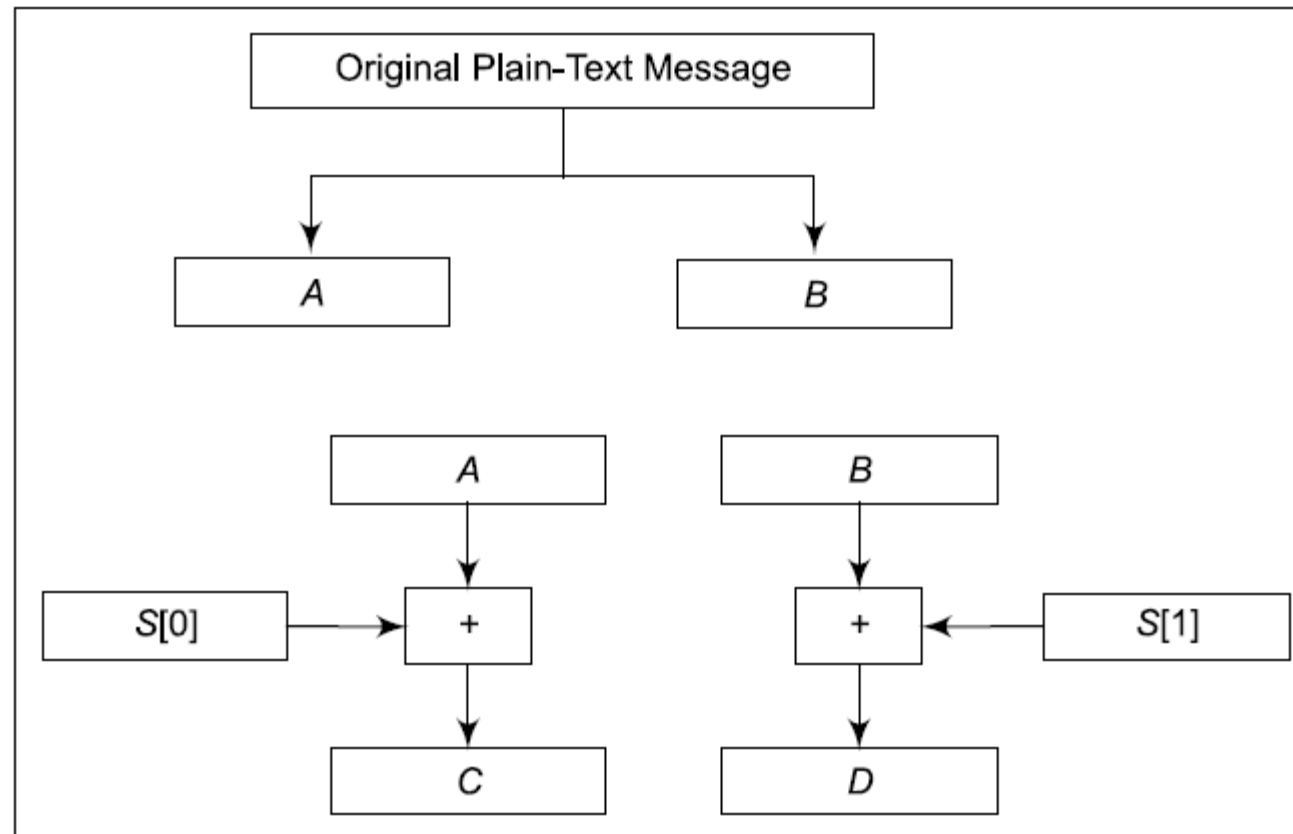 Original Plain-Text Message
A B
A B
S[0] + + S[1]
C D